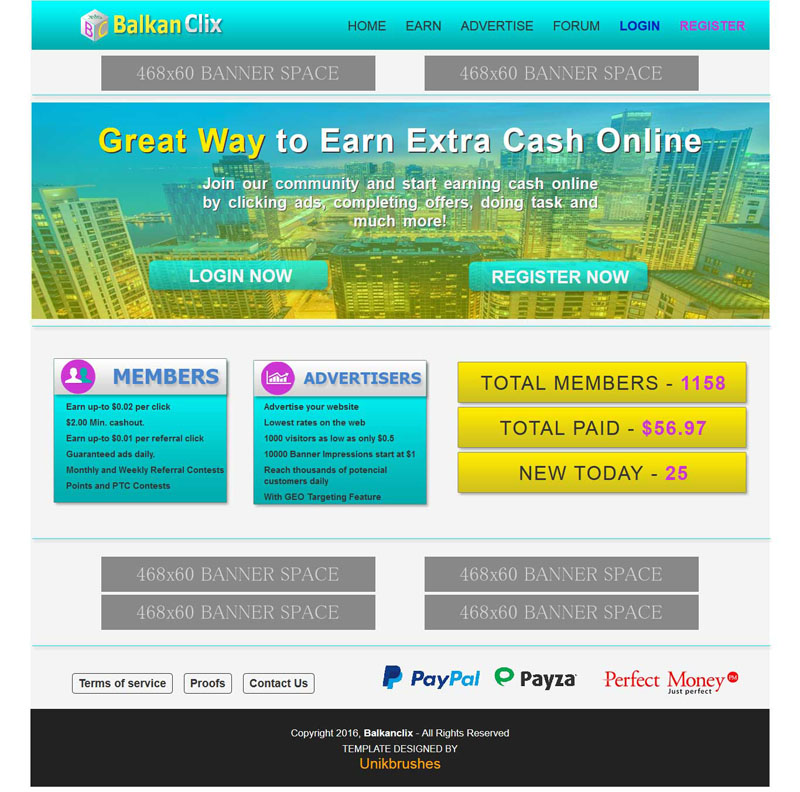 Balkan Clix
HOME EARN ADVERTISE FORUM LOGIN REGISTER
468x60 BANNER SPACE 468x60 BANNER SPACE
Great Way to Earn Extra Cash Online
Join our community and start earning cash online
by clicking ads, completing offers, doing task and
much more!
LOGIN NOW REGISTER NOW
MEMBERS
Earn up-to $0.02 per click
$2.00 Min. cashout.
Earn up-to $0.01 per referral click
Guaranteed ads daily.
Monthly and Weekly Referral Contests
Points and PTC Contests
ADVERTISERS
Advertise your website
Lowest rates on the web
1000 visitors as low as only $0.5
10000 Banner Impressions start at $1
Reach thousands of potencial
customers daily
With GEO Targeting Feature
TOTAL MEMBERS - 1158
TOTAL PAID - $56.97
NEW TODAY - 25
468x60 BANNER SPACE 468x60 BANNER SPACE
468x60 BANNER SPACE 468x60 BANNER SPACE
Terms of service Proofs Contact Us
PayPal Payza Perfect Money PM
Just perfect
Copyright 2016, Balkanclix - All Rights Reserved
TEMPLATE DESIGNED BY
Unikbrushes